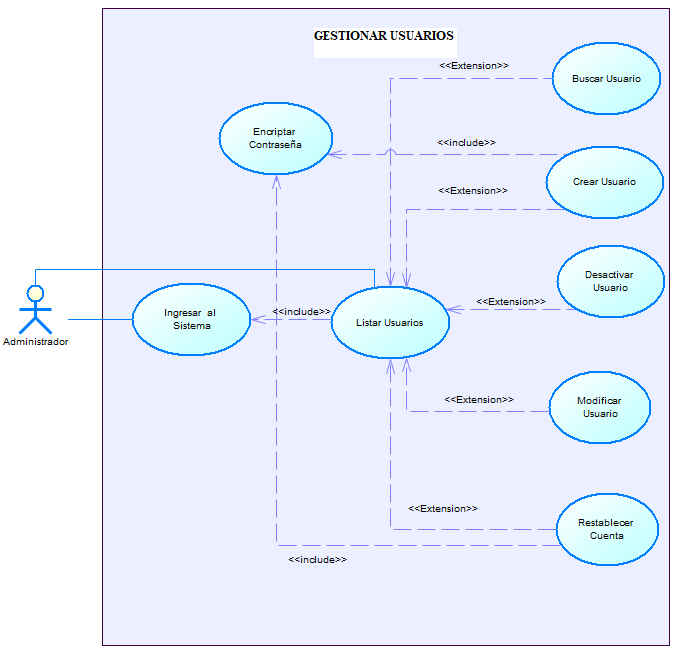 GESTIONAR USUARIOS
<<Extension>>
Buscar Usuario
Encriptar
Contraseña
<<include>>
Crear Usuario
<<Extension>>
Desactivar
Usuario
<<Extension>>
Ingresar al
Sistema
<<include>>
Listar Usuarios
Administrador
<<Extension>>
Modificar
Usuario
<<Extension>>
Restablecer
Cuenta
<<include>>